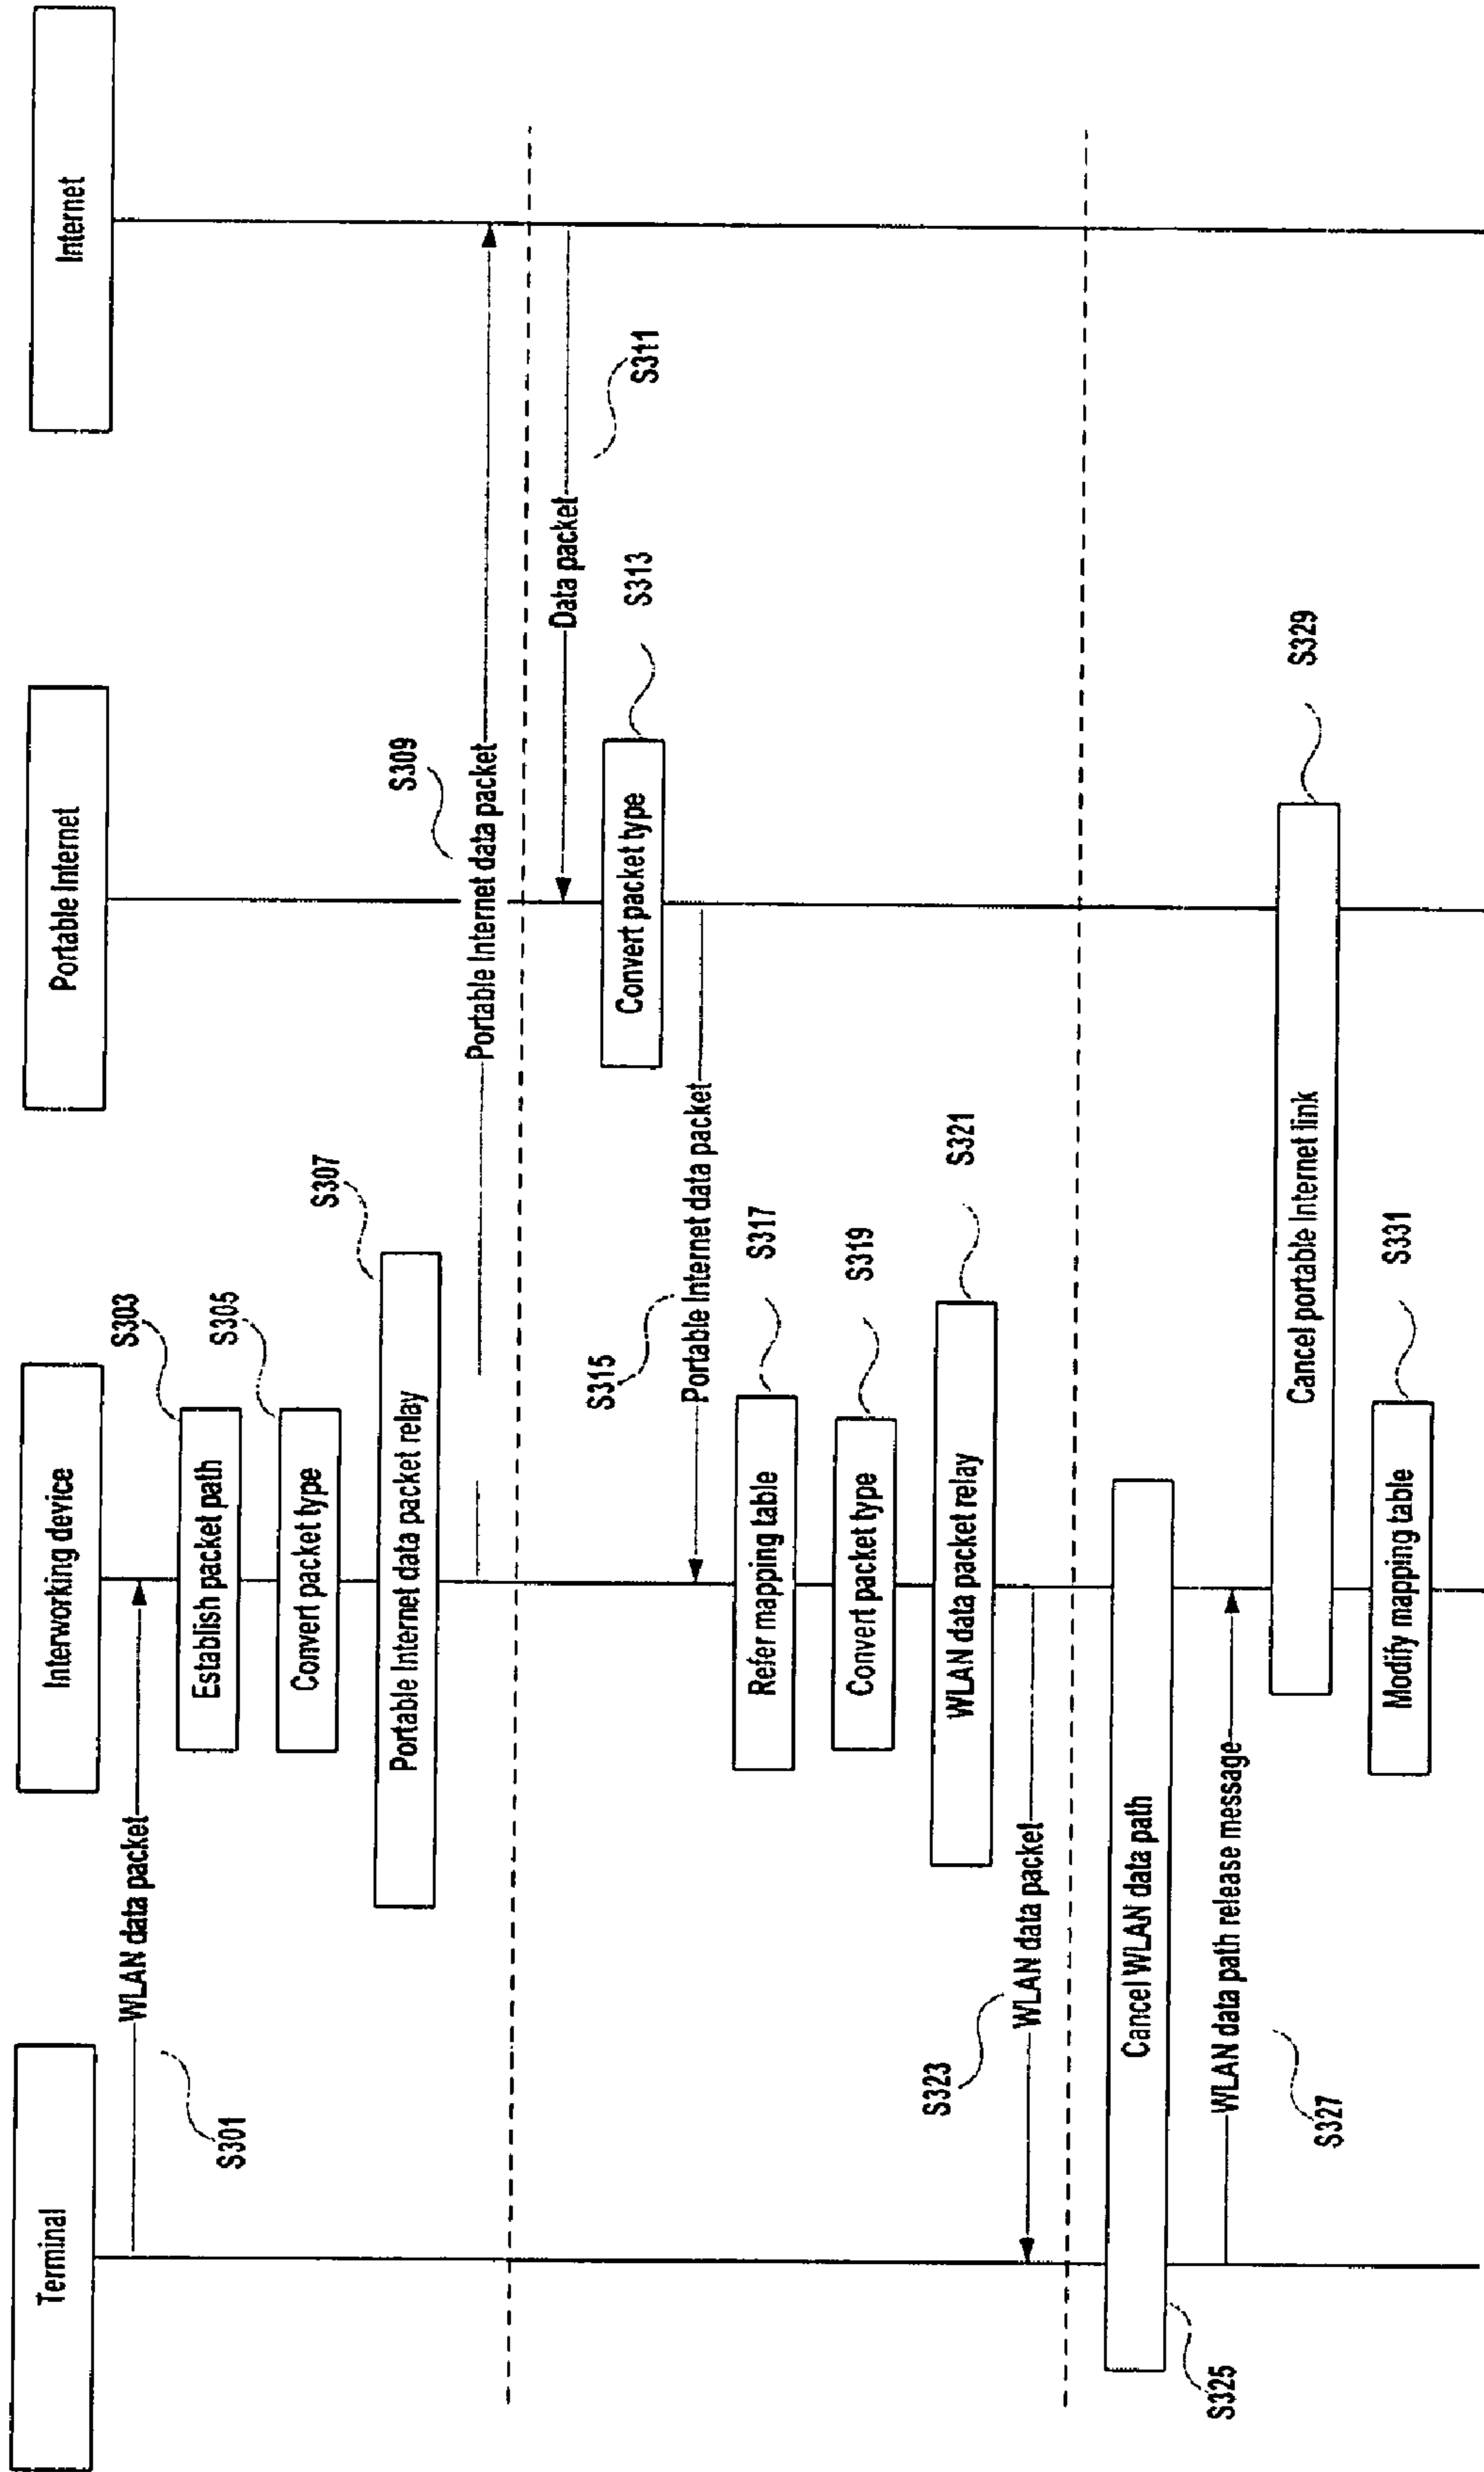 Terminal
Interworking device
Portable Internet
Internet
WLAN data packet
S301
Establish packet path
S303
Convert packet type
S305
Portable Internet data packet relay
S307
Portable Internet data packet
S309
Data packet
S311
Convert packet type
S313
Portable Internet data packet
S315
Refer mapping table
S317
Convert packet type
S319
WLAN data packet relay
S321
WLAN data packet
S323
Cancel WLAN data path
S325
WLAN data path release message
S327
Cancel portable Internet link
S329
Modify mapping table
S331